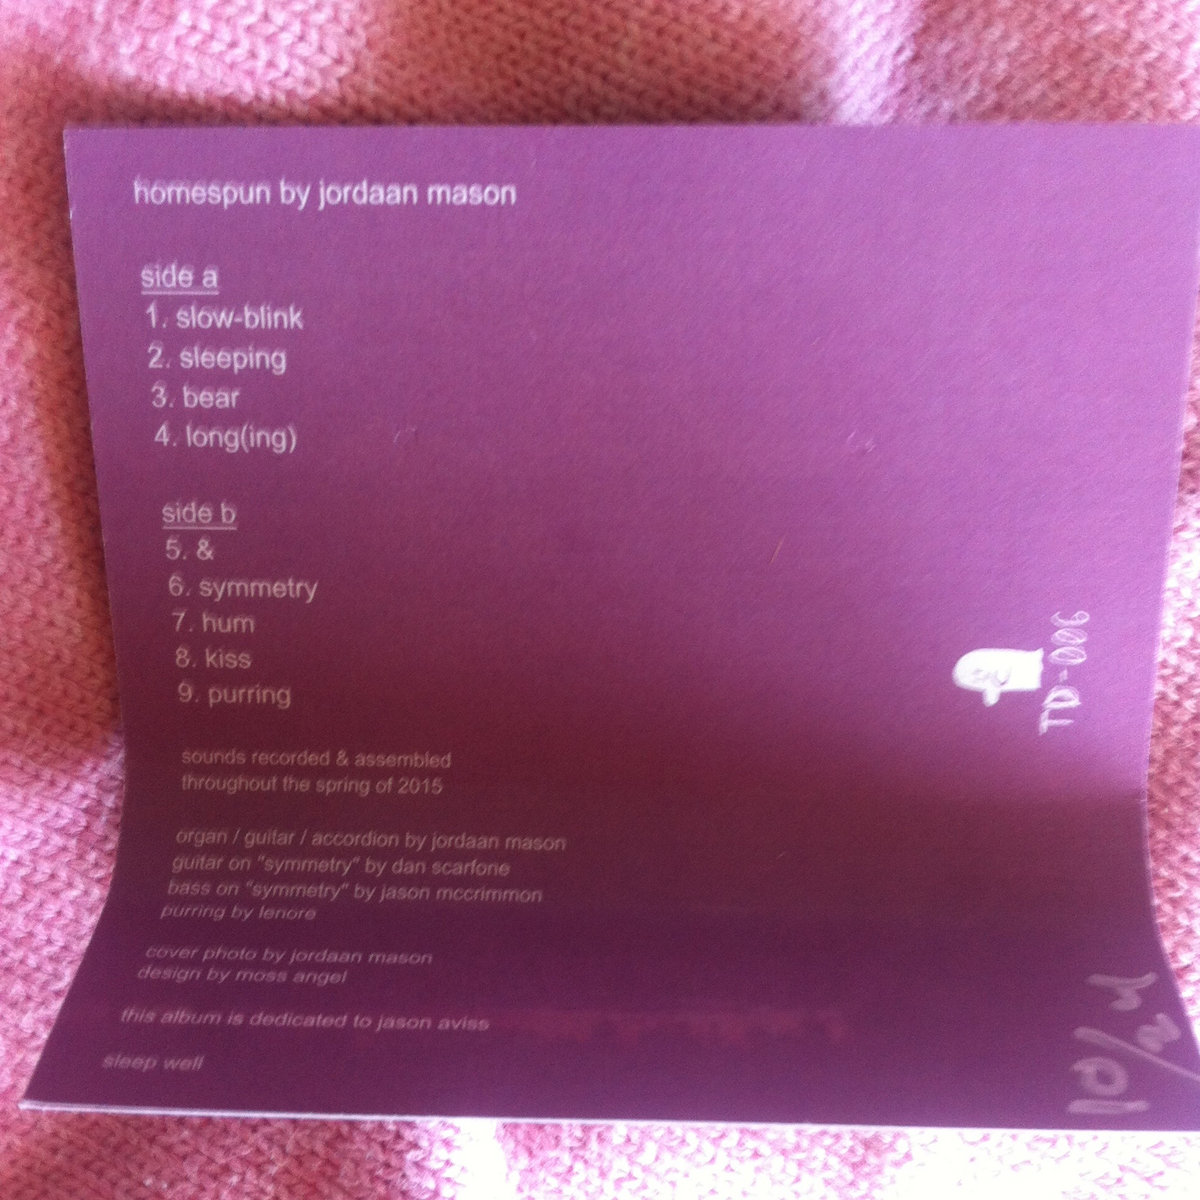 homespun by jordaan mason
side a
1. slow-blink
2. sleeping
3. bear
4. long(ing)
side b
5. &
6. symmetry
7. hum
8. kiss
9. purring
sounds recorded & assembled
throughout the spring of 2015
organ / guitar / accordion by jordaan mason
guitar on "symmetry" by dan scarfone
bass on "symmetry" by jason mccrimmon
purring by lenore
cover photo by jordaan mason
design by moss angel
this album is dedicated to jason aviss
sleep well
TD-006